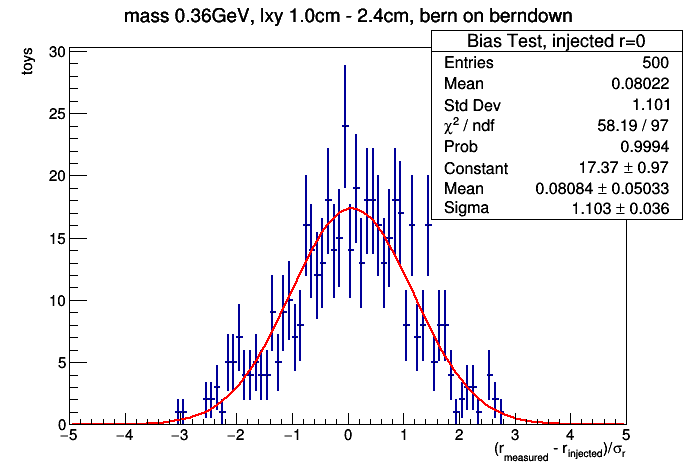 mass 0.36GeV, lxy 1.0cm - 2.4cm, bern on berndown
Bias Test, injected r=0
Entries 500
Mean 0.08022
Std Dev 1.101
χ² / ndf 58.19 / 97
Prob 0.9994
Constant 17.37 ± 0.97
Mean 0.08084 ± 0.05033
Sigma 1.103 ± 0.036
toys
30
25
20
15
10
5
0
−5 −4 −3 −2 −1 0 1 2 3 4 5
(r_measured - r_injected)/σ_r